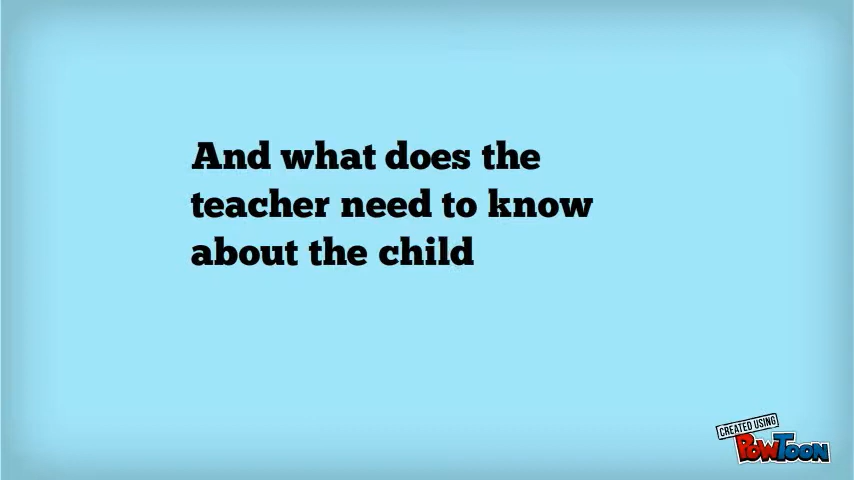 And what does the
teacher need to know
about the child
CREATED USING
POWTOON